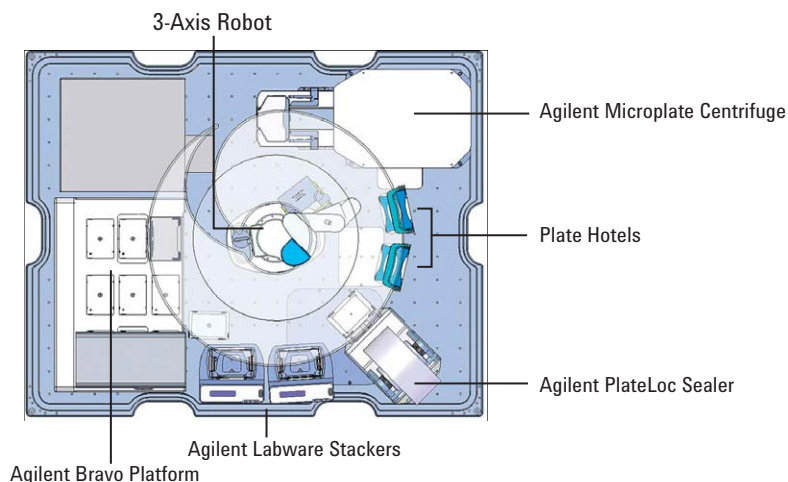 3-Axis Robot
Agilent Microplate Centrifuge
Plate Hotels
Agilent PlateLoc Sealer
Agilent Labware Stackers
Agilent Bravo Platform